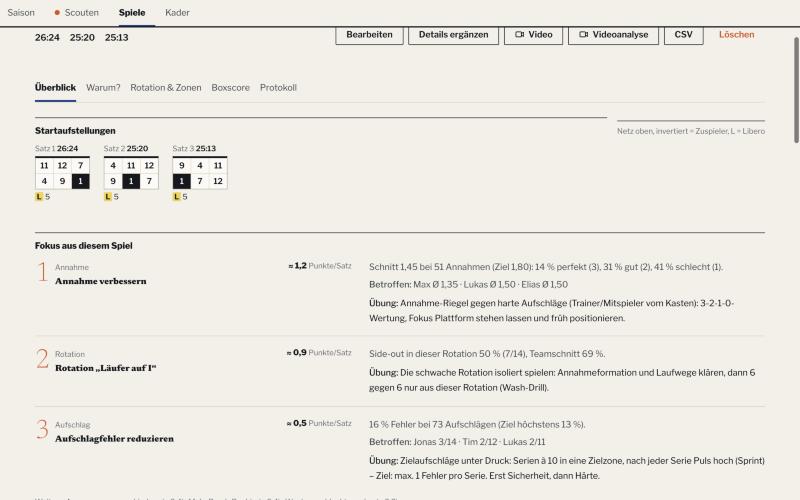 Saison Scouten Spiele Kader
26:24 25:20 25:13
Bearbeiten Details ergänzen Video Videoanalyse CSV Löschen
Überblick Warum? Rotation & Zonen Boxscore Protokoll
Startaufstellungen
Netz oben, invertiert = Zuspieler, L = Libero
Satz 1 26:24 Satz 2 25:20 Satz 3 25:13
11 12 7 4 11 12 9 4 11
4 9 1 9 1 7 1 7 12
L 5 L 5 L 5
Fokus aus diesem Spiel
1 Annahme
Annahme verbessern
≈ 1,2 Punkte/Satz
Schnitt 1,45 bei 51 Annahmen (Ziel 1,80): 14 % perfekt (3), 31 % gut (2), 41 % schlecht (1).
Betroffen: Max Ø 1,35 · Lukas Ø 1,50 · Elias Ø 1,50
Übung: Annahme-Riegel gegen harte Aufschläge (Trainer/Mitspieler vom Kasten): 3-2-1-0-
Wertung, Fokus Plattform stehen lassen und früh positionieren.
2 Rotation
Rotation „Läufer auf I“
≈ 0,9 Punkte/Satz
Side-out in dieser Rotation 50 % (7/14), Teamschnitt 69 %.
Übung: Die schwache Rotation isoliert spielen: Annahmeformation und Laufwege klären, dann 6
gegen 6 nur aus dieser Rotation (Wash-Drill).
3 Aufschlag
Aufschlagfehler reduzieren
≈ 0,5 Punkte/Satz
16 % Fehler bei 73 Aufschlägen (Ziel höchstens 13 %).
Betroffen: Jonas 3/14 · Tim 2/12 · Lukas 2/11
Übung: Zielaufschläge unter Druck: Serien à 10 in eine Zielzone, nach jeder Serie Puls hoch (Sprint)
– Ziel: max. 1 Fehler pro Serie. Erst Sicherheit, dann Härte.